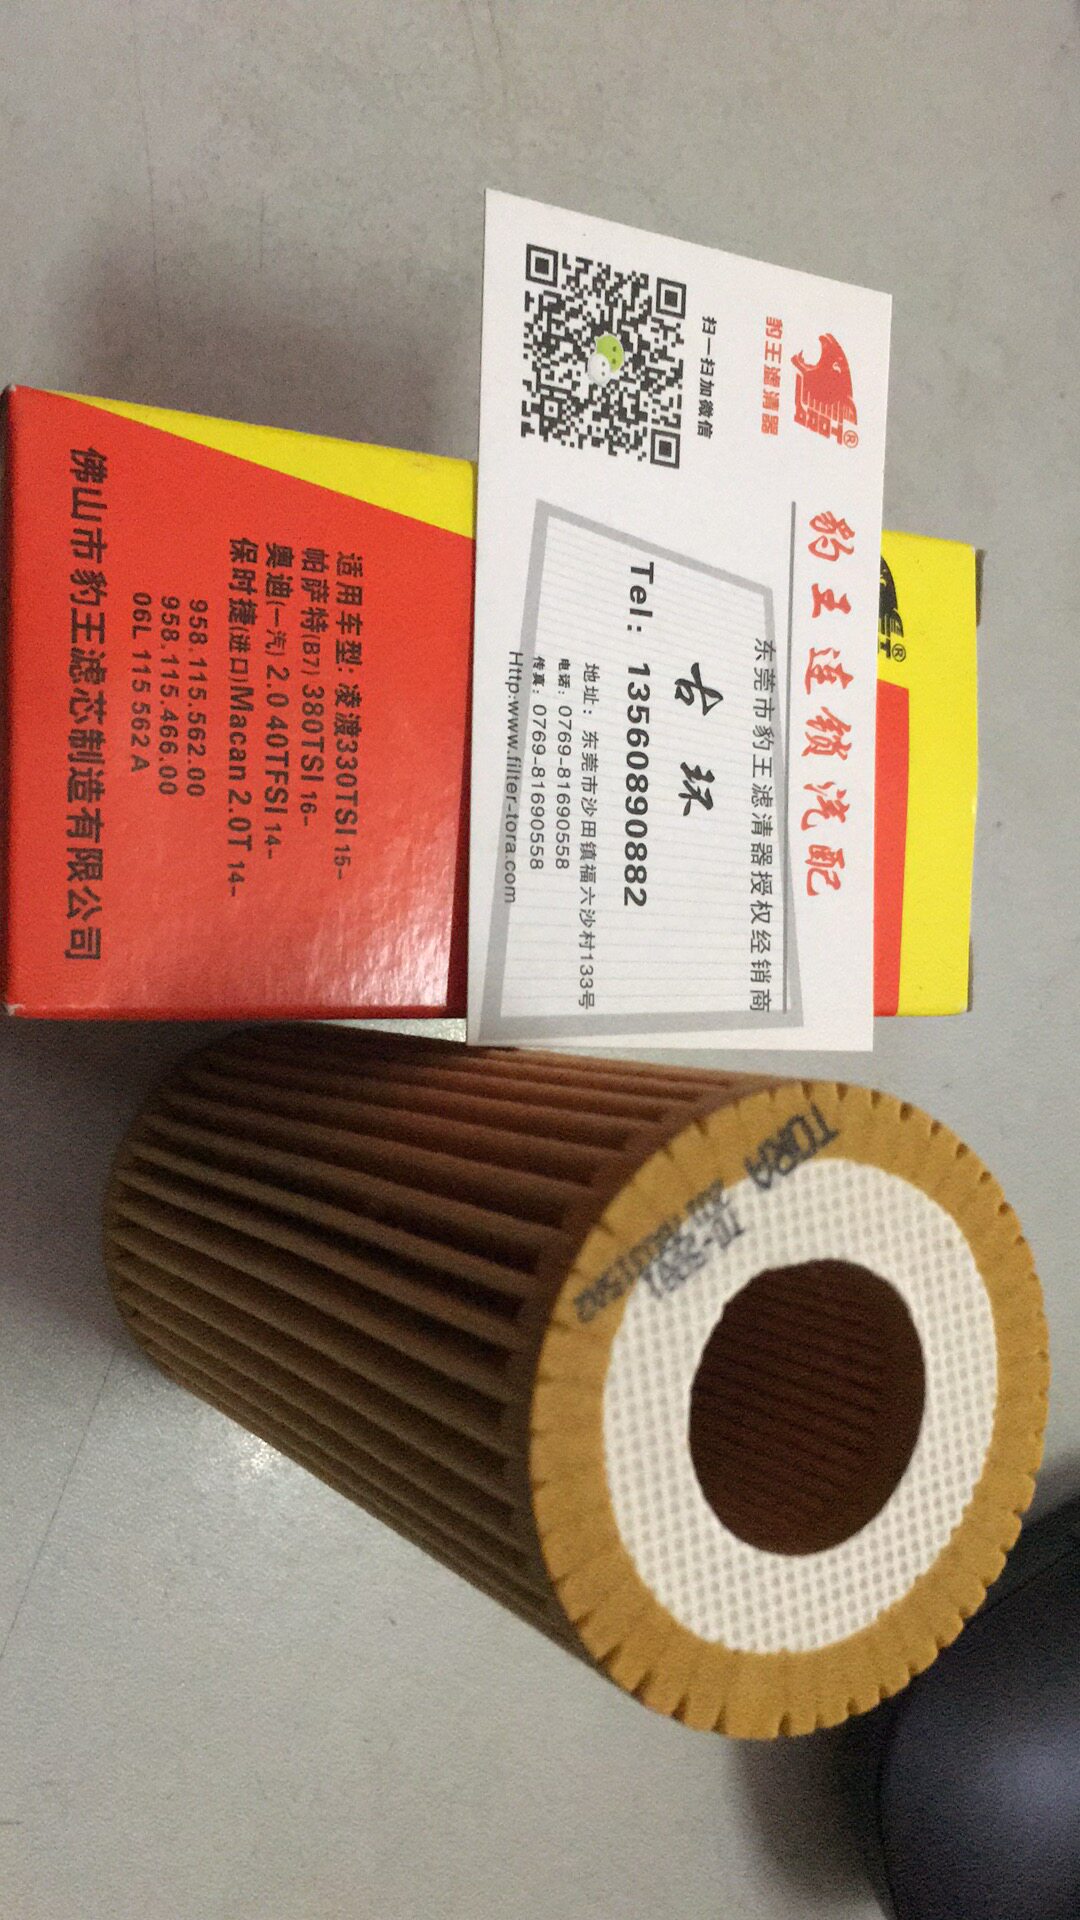 豹王滤清器
扫一扫加微信
豹王连锁汽配
东莞市豹王滤清器授权经销商
古环
Tel: 13560890882
地址：东莞市沙田镇福六沙村133号
电话：0769-81690558
传真：0769-81690558
Http:www.filter-tora.com
适用车型: 凌渡330TSI 15-
帕萨特(B7) 380TSI 16-
奥迪(一汽) 2.0 40TFSI 14-
保时捷(进口)Macan 2.0T 14-
958.115.562.00
958.115.466.00
06L 115 562 A
佛山市豹王滤芯制造有限公司
TORA